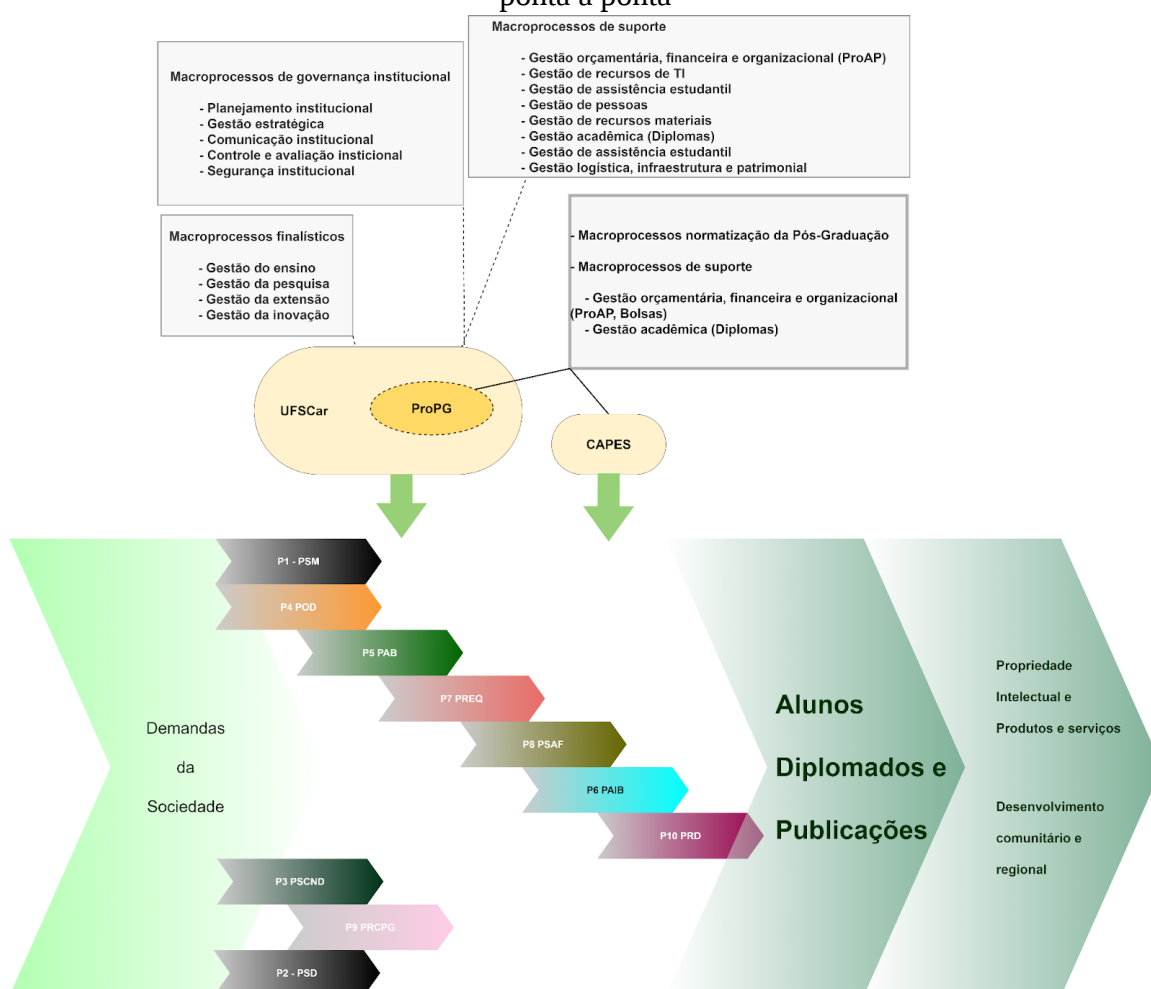 ponta a ponta
Macroprocessos de suporte
- Gestão orçamentária, financeira e organizacional (ProAP)
- Gestão de recursos de TI
- Gestão de assistência estudantil
- Gestão de pessoas
- Gestão de recursos materiais
- Gestão acadêmica (Diplomas)
- Gestão de assistência estudantil
- Gestão logística, infraestrutura e patrimonial
Macroprocessos de governança institucional
- Planejamento institucional
- Gestão estratégica
- Comunicação institucional
- Controle e avaliação insticional
- Segurança institucional
Macroprocessos finalísticos
- Gestão do ensino
- Gestão da pesquisa
- Gestão da extensão
- Gestão da inovação
- Macroprocessos normatização da Pós-Graduação
- Macroprocessos de suporte
- Gestão orçamentária, financeira e organizacional
(ProAP, Bolsas)
- Gestão acadêmica (Diplomas)
UFSCar
ProPG
CAPES
P1 - PSM
P4 POD
P5 PAB
P7 PREQ
P8 PSAF
P6 PAIB
P10 PRD
P3 PSCND
P9 PRCPG
P2 - PSD
Demandas
da
Sociedade
Alunos
Diplomados e
Publicações
Propriedade
Intelectual e
Produtos e serviços
Desenvolvimento
comunitário e
regional